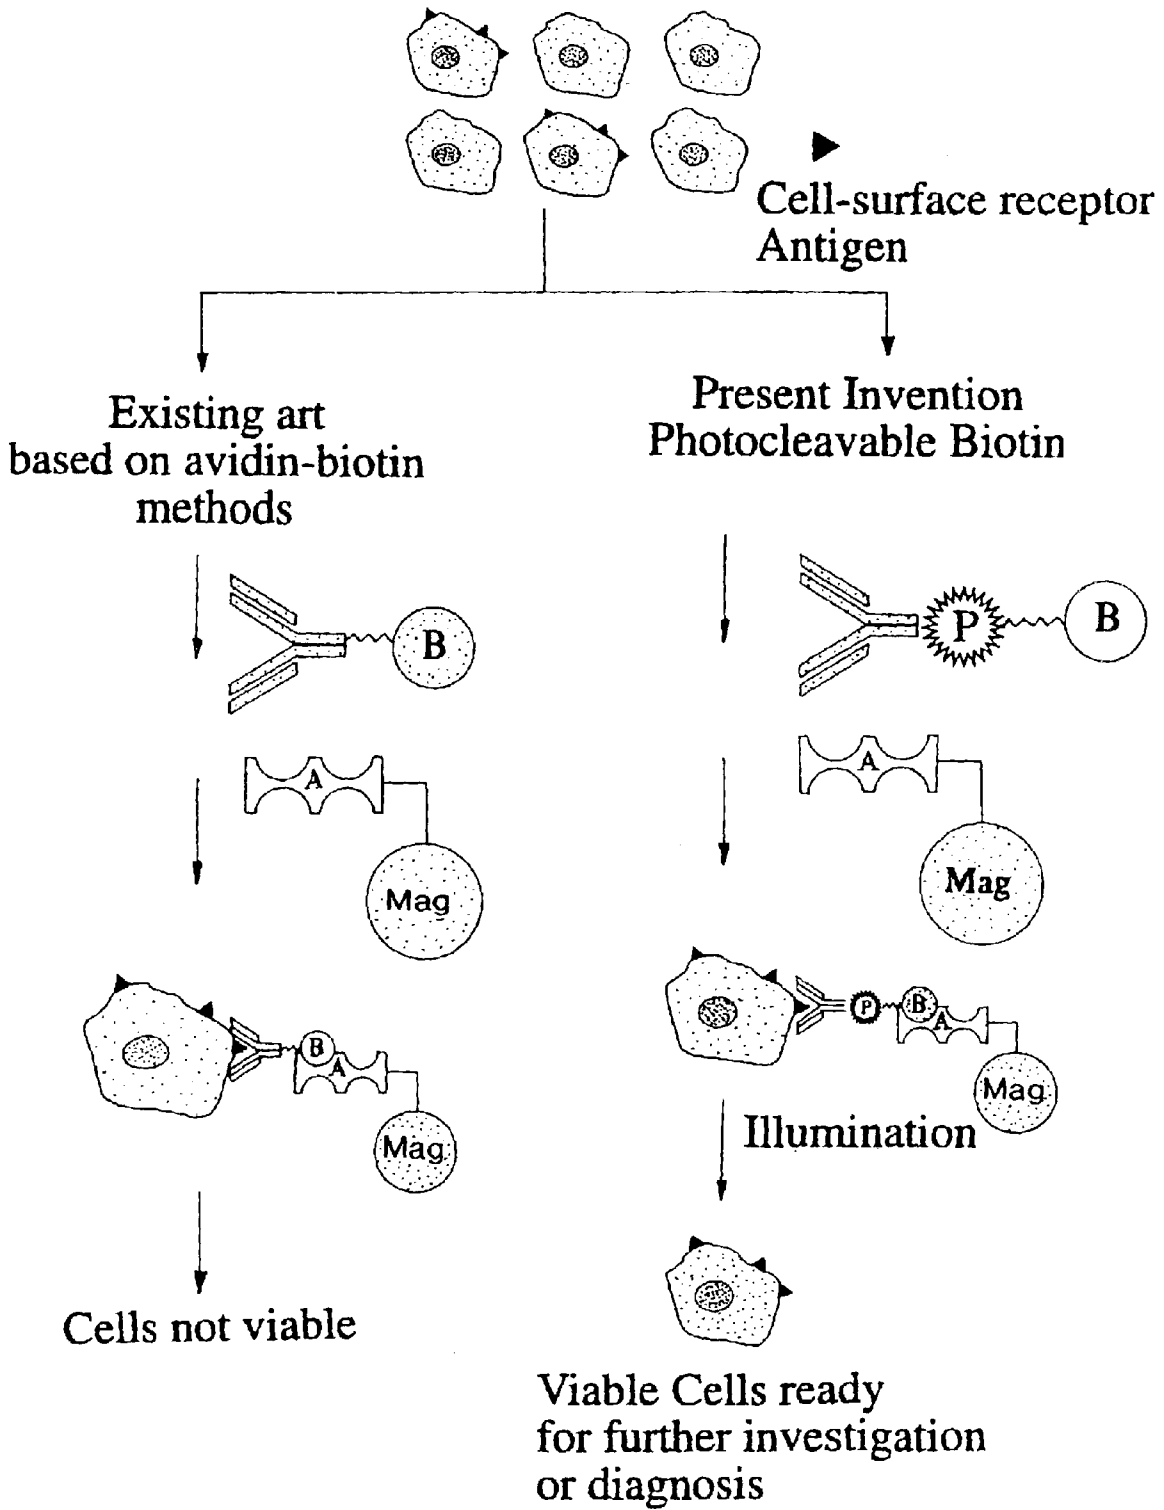 Cell-surface receptor
Antigen
Existing art
based on avidin-biotin
methods
Present Invention
Photocleavable Biotin
B
P
B
A
Mag
A
Mag
B
A
Mag
P
B
A
Mag
Illumination
Cells not viable
Viable Cells ready
for further investigation
or diagnosis